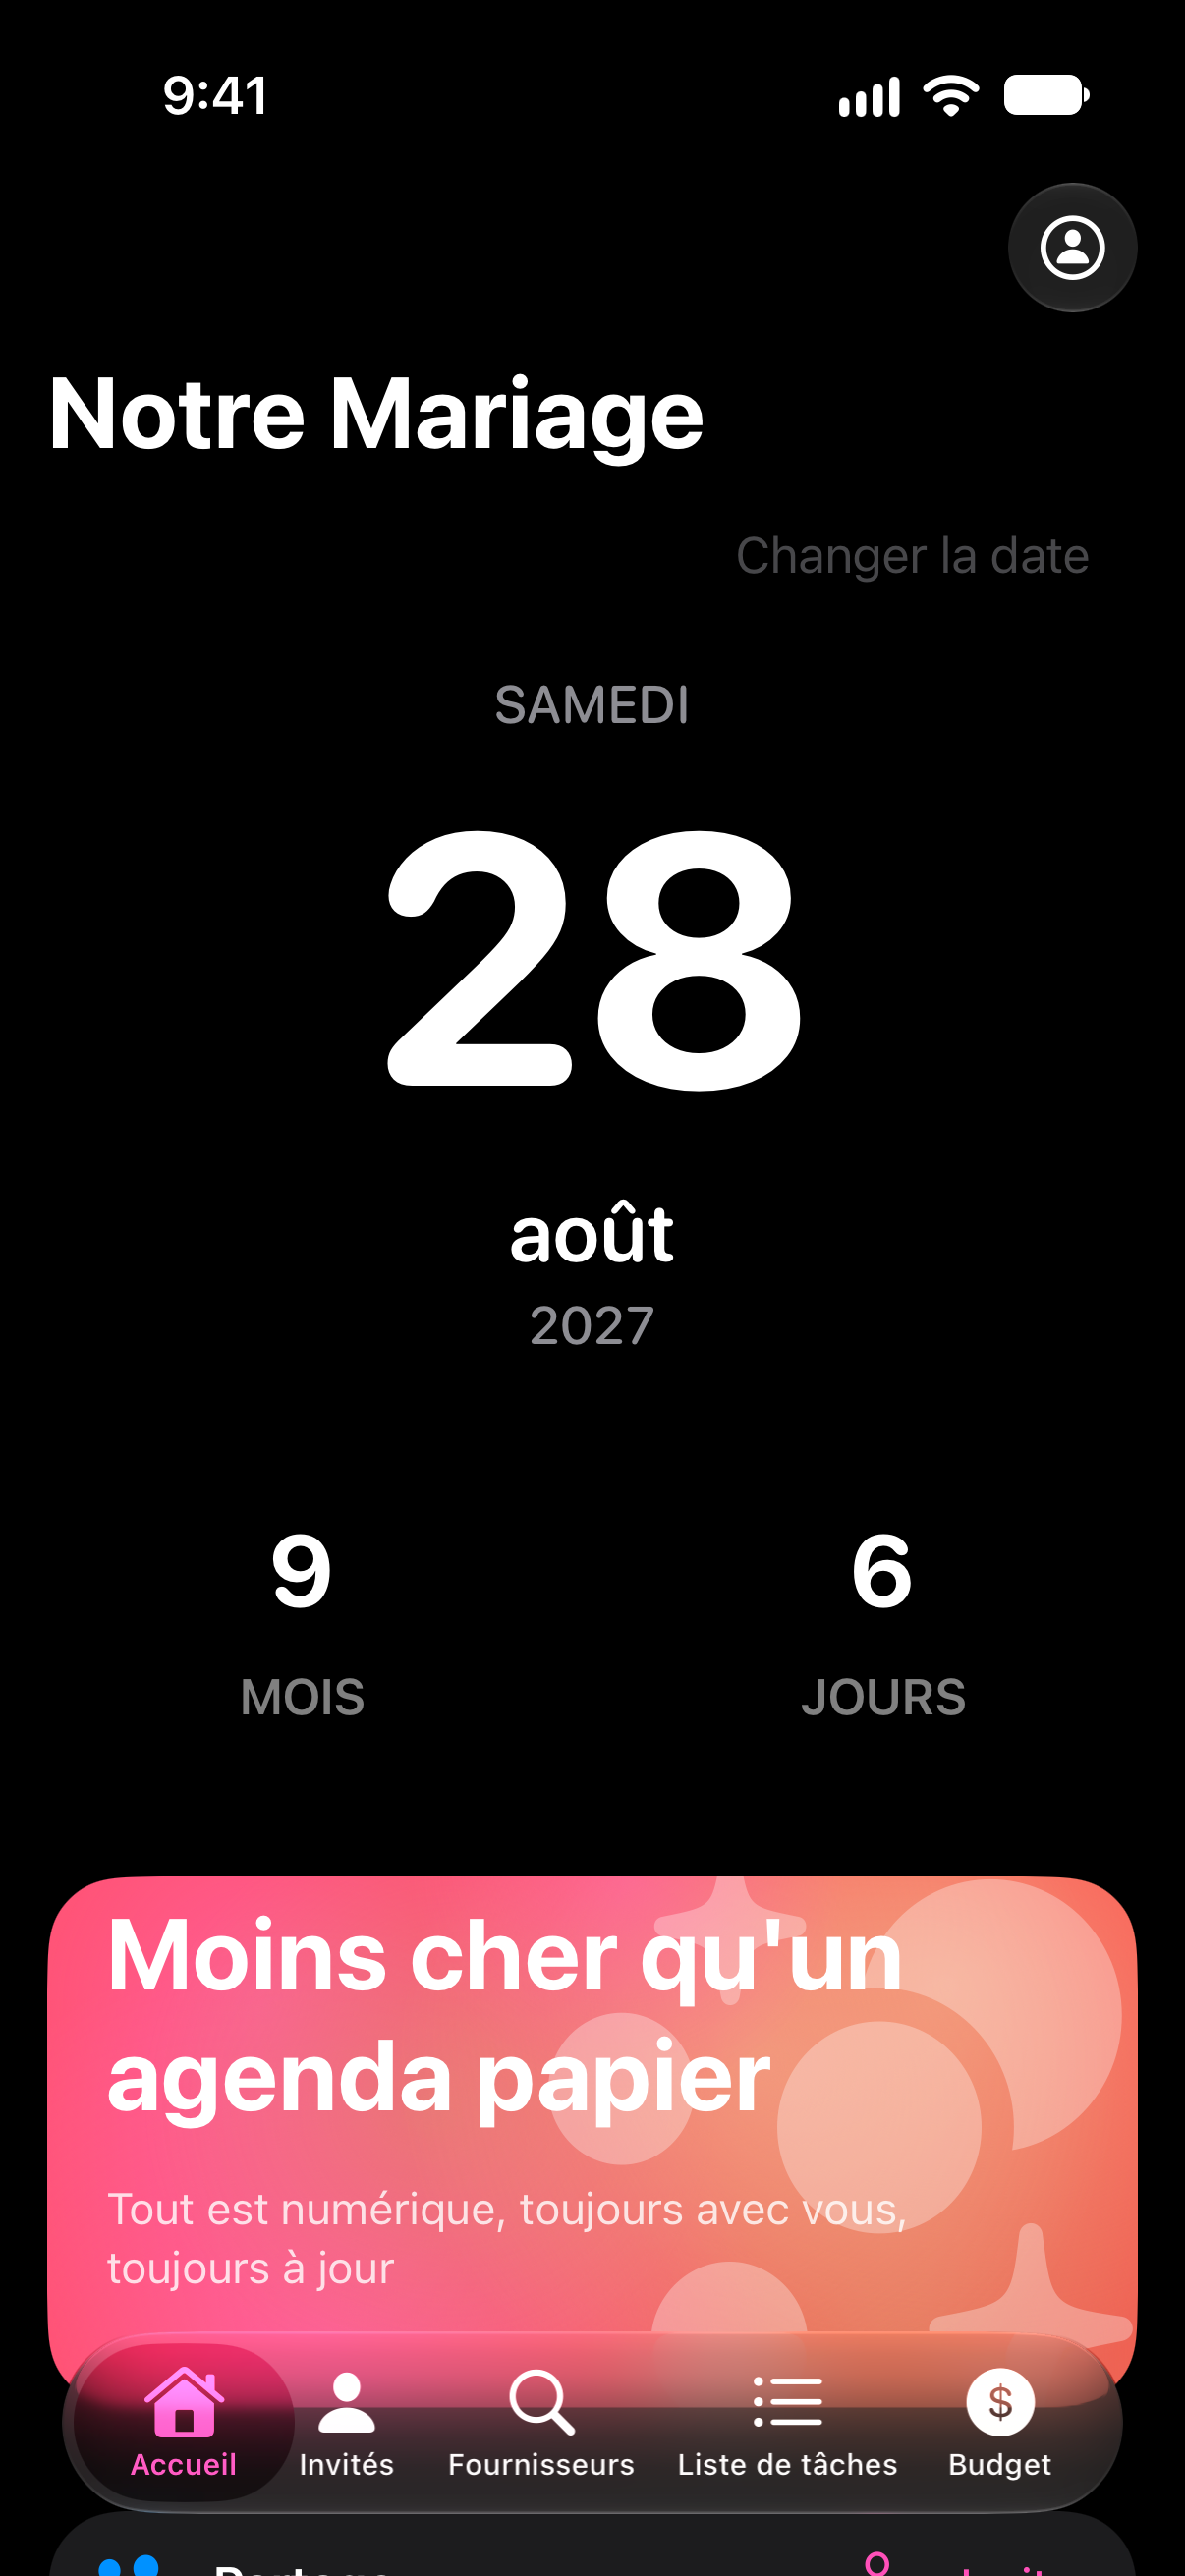 9:41
Notre Mariage
Changer la date
SAMEDI
28
août
2027
9
6
MOIS
JOURS
Moins cher qu'un
agenda papier
Tout est numérique, toujours avec vous,
toujours à jour
Accueil
Invités
Fournisseurs
Liste de tâches
$
Budget